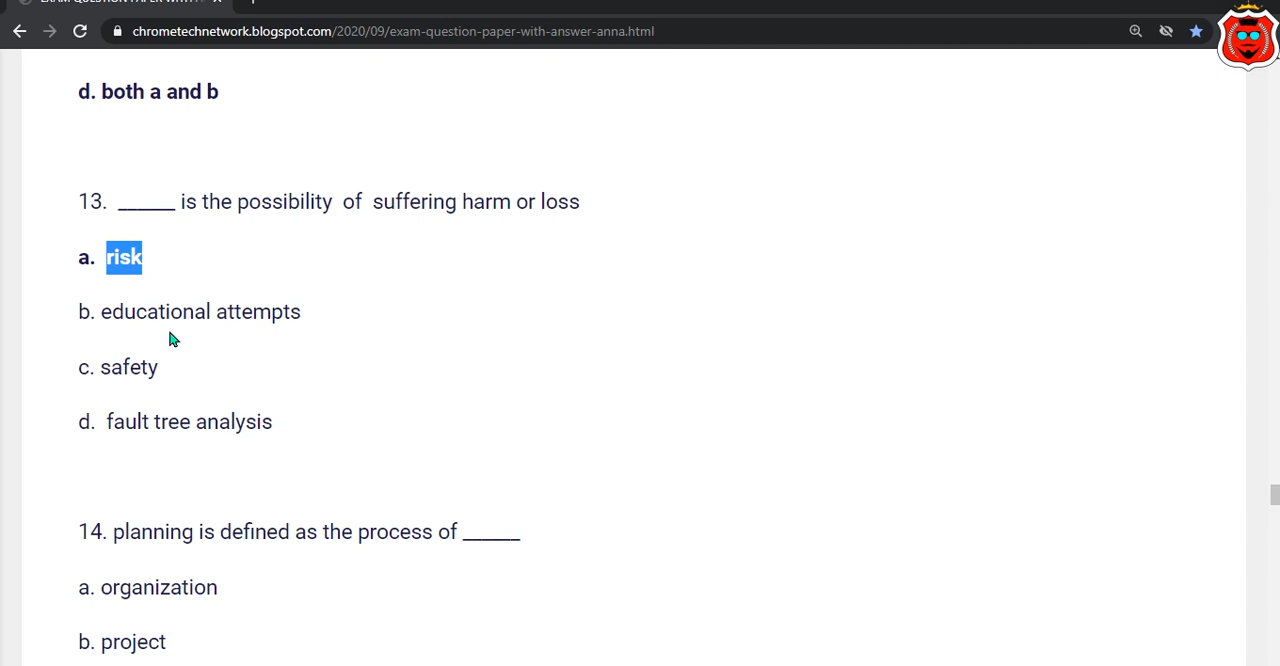 chrometechnetwork.blogspot.com/2020/09/exam-question-paper-with-answer-anna.html
d. both a and b
13. ______ is the possibility of suffering harm or loss
a. risk
b. educational attempts
c. safety
d. fault tree analysis
14. planning is defined as the process of ______
a. organization
b. project